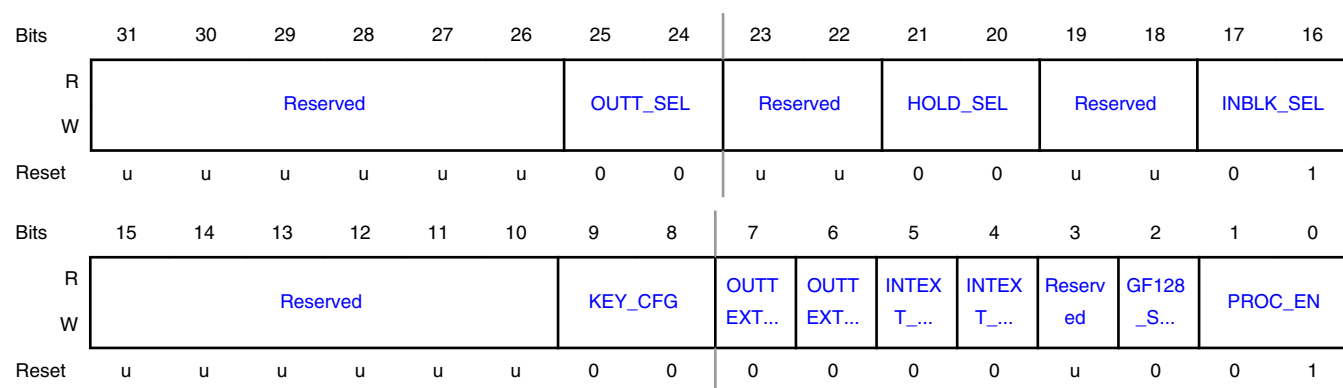 Bits 31 30 29 28 27 26 25 24 23 22 21 20 19 18 17 16
R
Reserved OUTT_SEL Reserved HOLD_SEL Reserved INBLK_SEL
W
Reset u u u u u u 0 0 u u 0 0 u u 0 1
Bits 15 14 13 12 11 10 9 8 7 6 5 4 3 2 1 0
R OUTT OUTT INTEX INTEX Reserv GF128
Reserved KEY_CFG PROC_EN
W EXT... EXT... T_... T_... ed _S...
Reset u u u u u u 0 0 0 0 0 0 u 0 0 1